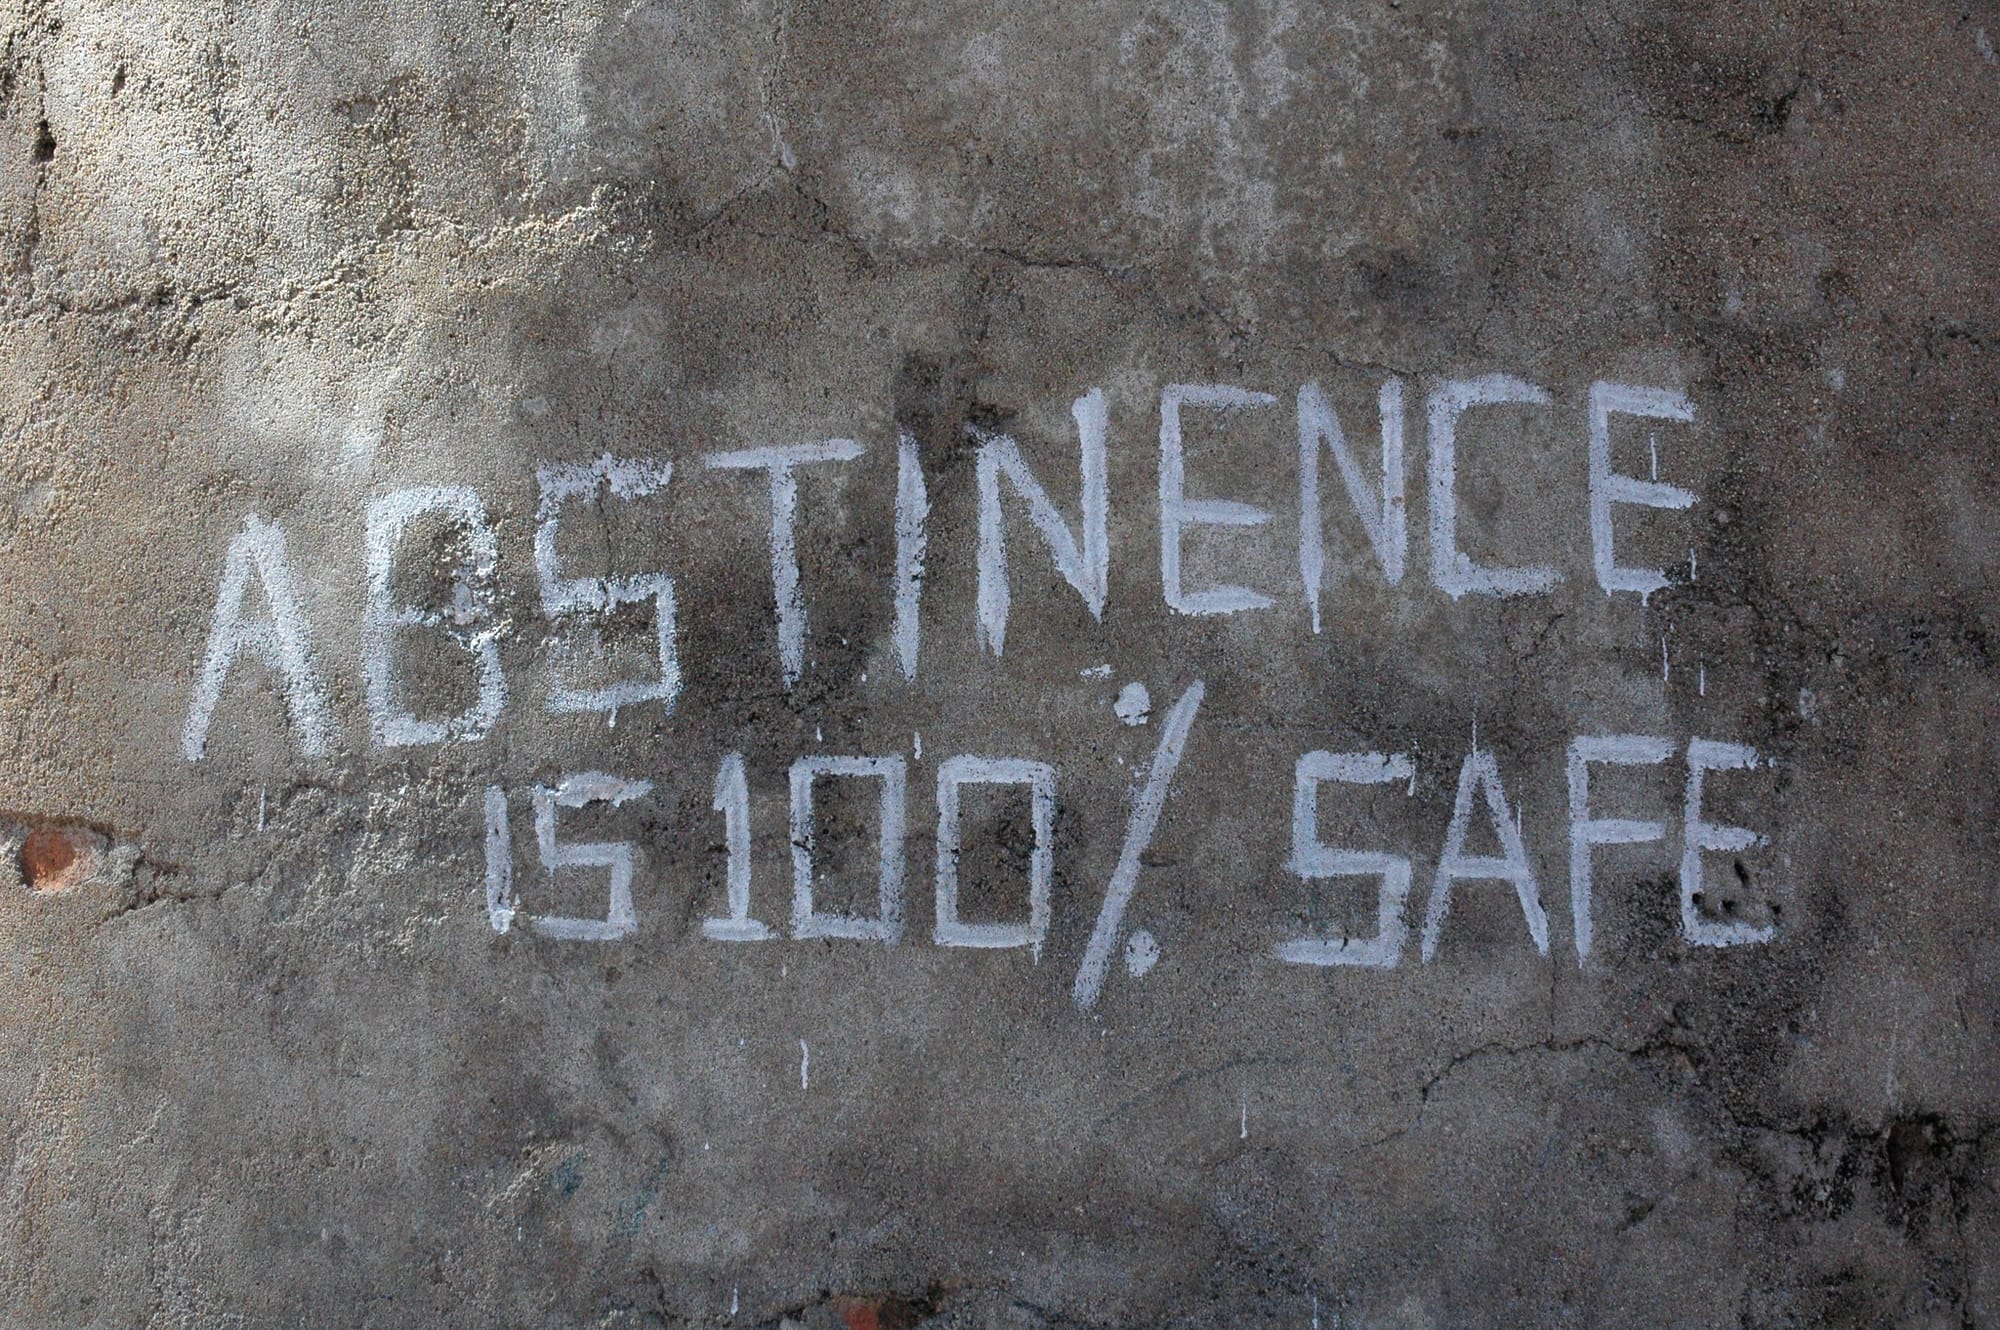 ABSTINENCE
IS 100% SAFE